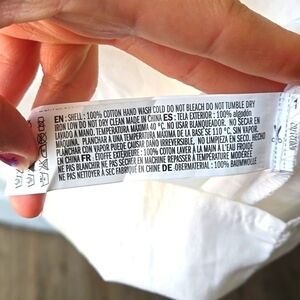 EN : SHELL : 100% COTTON HAND WASH COLD DO NOT BLEACH DO NOT TUMBLE DRY
IRON LOW DO NOT DRY CLEAN MADE IN CHINA ES : TELA EXTERIOR : 100% algodón
LAVADO A MANO. TEMPERATURA MÁXIMA 40 °C. NO USAR BLANQUEADOR. NO SECAR EN
MÁQUINA. PLANCHAR A UNA TEMPERATURA MÁXIMA DE LA BASE DE 110 °C. SIN VAPOR.
PLANCHAR CON VAPOR PUEDE CAUSAR DAÑO IRREVERSIBLE. NO LIMPIEZA EN SECO. HECHO
EN CHINA FR : ÉTOFFE EXTÉRIEURE : 100% COTON LAVER À LA MAIN À L'EAU FROIDE
NE PAS BLANCHIR NE PAS SÉCHER EN MACHINE REPASSER À TEMPÉRATURE MODÉRÉE
NE PAS NETTOYER À SEC FABRIQUÉ EN CHINE DE : OBERMATERIAL : 100% BAUMWOLLE